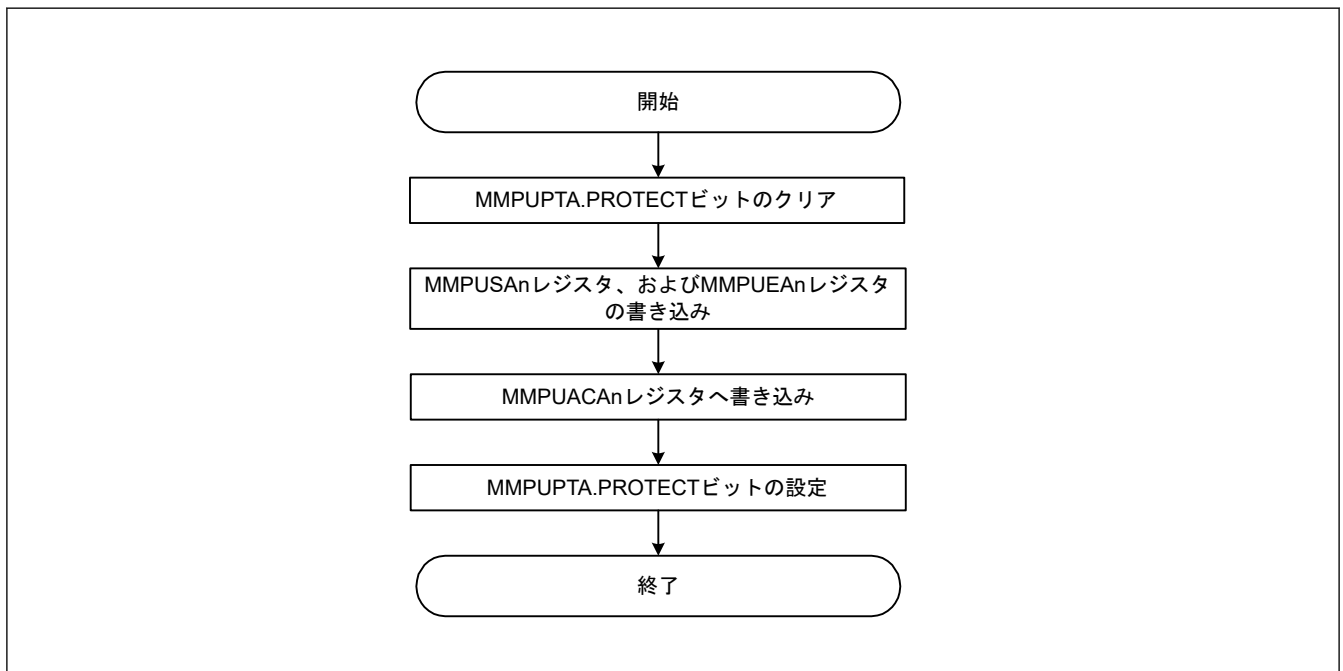 開始
MMPUPTA.PROTECTビットのクリア
MMPUSAnレジスタ、およびMMPUEAnレジスタ
の書き込み
MMPUACAnレジスタへ書き込み
MMPUPTA.PROTECTビットの設定
終了